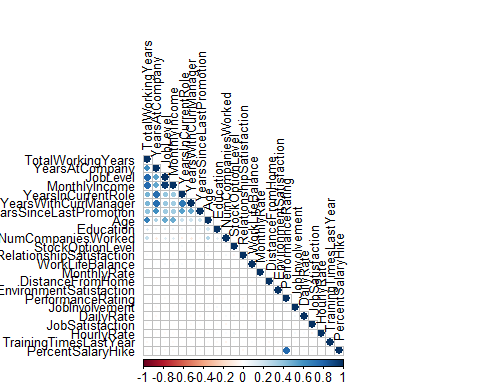 TotalWorkingYears
YearsAtCompany
JobLevel
MonthlyIncome
YearsInCurrentRole
YearsWithCurrManager
YearsSinceLastPromotion
Age
Education
NumCompaniesWorked
StockOptionLevel
RelationshipSatisfaction
WorkLifeBalance
MonthlyRate
DistanceFromHome
EnvironmentSatisfaction
PerformanceRating
JobInvolvement
DailyRate
JobSatisfaction
HourlyRate
TrainingTimesLastYear
PercentSalaryHike
TotalWorkingYears
YearsAtCompany
JobLevel
MonthlyIncome
YearsInCurrentRole
YearsWithCurrManager
arsSinceLastPromotion
Age
Education
NumCompaniesWorked
StockOptionLevel
RelationshipSatisfaction
WorkLifeBalance
MonthlyRate
DistanceFromHome
EnvironmentSatisfaction
PerformanceRating
JobInvolvement
DailyRate
JobSatisfaction
HourlyRate
TrainingTimesLastYear
PercentSalaryHike
-1 -0.8 -0.6 -0.4 -0.2 0 0.2 0.4 0.6 0.8 1